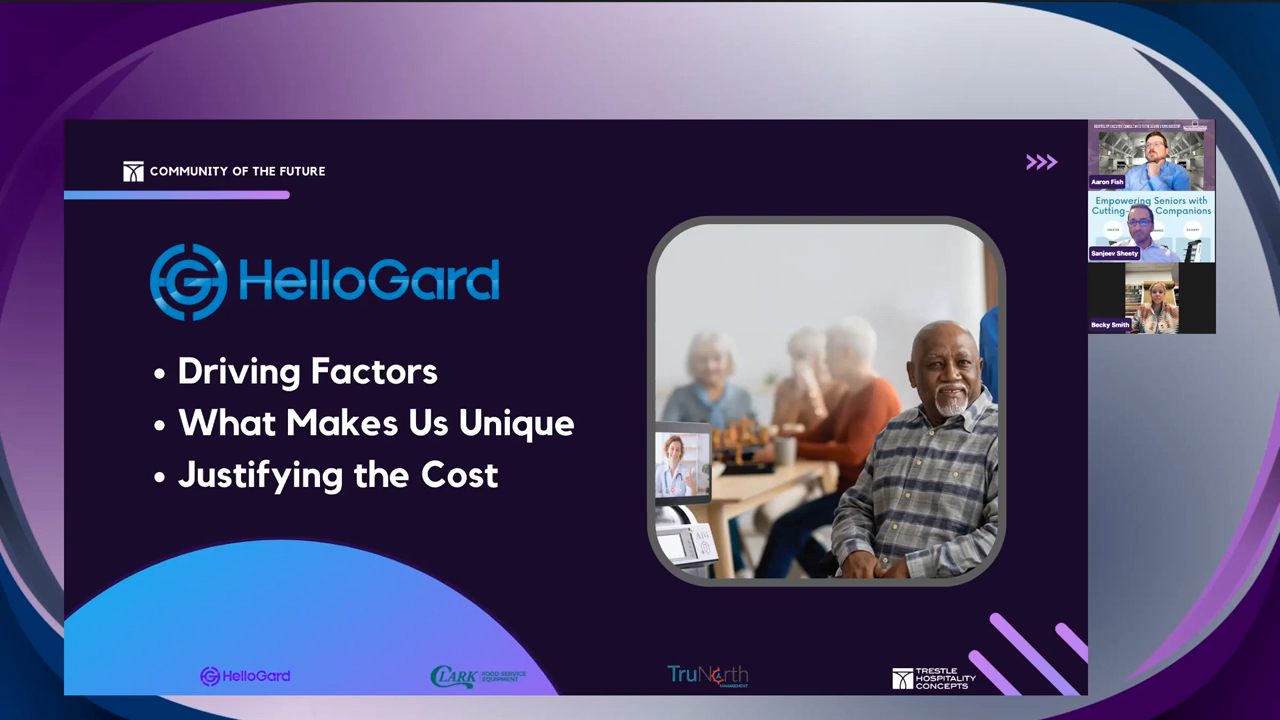 COMMUNITY OF THE FUTURE
HelloGard
• Driving Factors
• What Makes Us Unique
• Justifying the Cost
Aaron Fish
Empowering Seniors with
Cutting- Companions
Sanjeev Sheety
Becky Smith
HelloGard
CLARK FOOD SERVICE
EQUIPMENT
TruNorth
MANAGEMENT
TRESTLE
HOSPITALITY
CONCEPTS